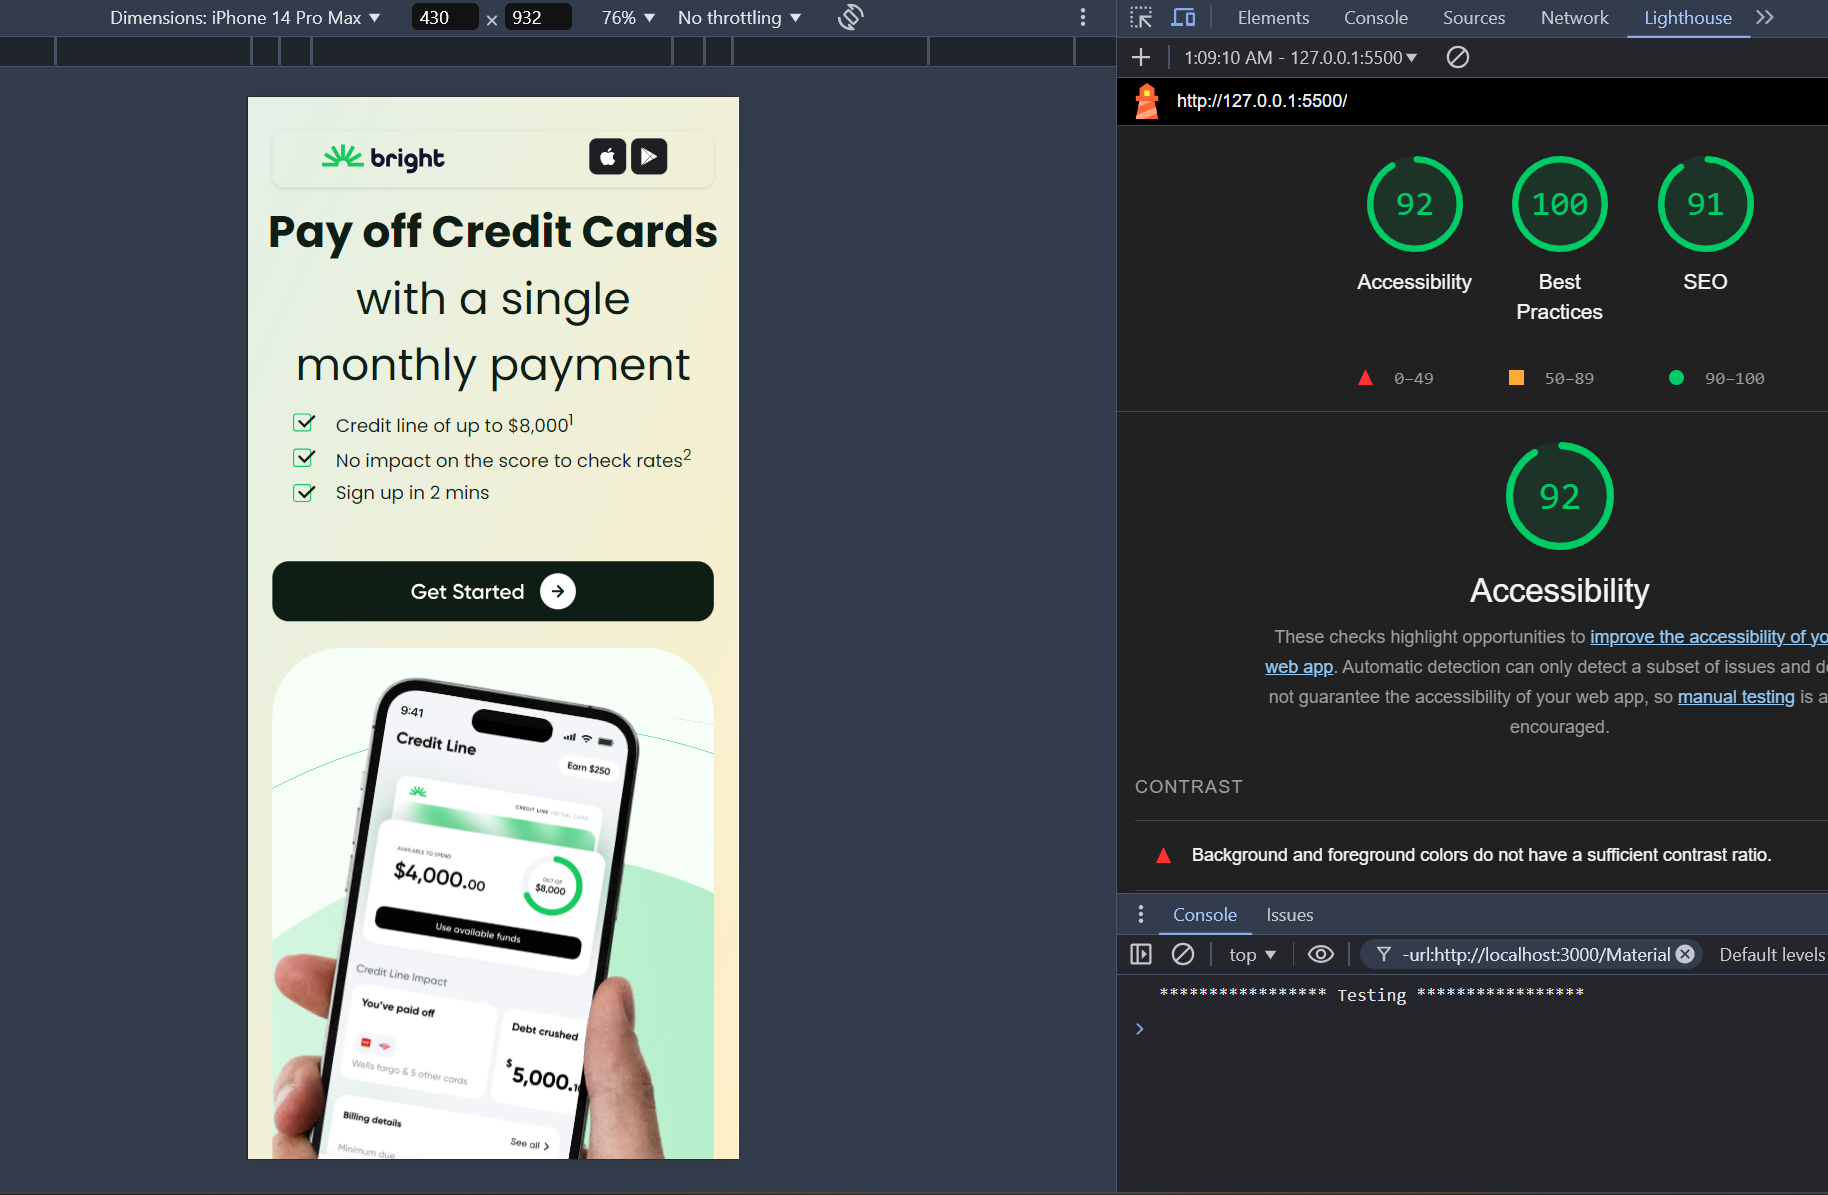 Dimensions: iPhone 14 Pro Max 430 × 932 76% No throttling
bright
Pay off Credit Cards
with a single
monthly payment
Credit line of up to $8,000¹
No impact on the score to check rates²
Sign up in 2 mins
Get Started
9:41
Credit Line
Earn $250
CREDIT LINE VIRTUAL CARD
AVAILABLE TO SPEND
$4,000.00
OUT OF
$8,000
Use available funds
Credit Line Impact
You've paid off
Wells fargo & 5 other cards
Debt crushed
$5,000.
Billing details
See all
Minimum due
Elements Console Sources Network Lighthouse
1:09:10 AM - 127.0.0.1:5500
http://127.0.0.1:5500/
92 100 91
Accessibility Best Practices SEO
0–49 50–89 90–100
92
Accessibility
These checks highlight opportunities to improve the accessibility of yo
web app. Automatic detection can only detect a subset of issues and d
not guarantee the accessibility of your web app, so manual testing is a
encouraged.
CONTRAST
Background and foreground colors do not have a sufficient contrast ratio.
Console Issues
top -url:http://localhost:3000/Material Default levels
***************** Testing *****************